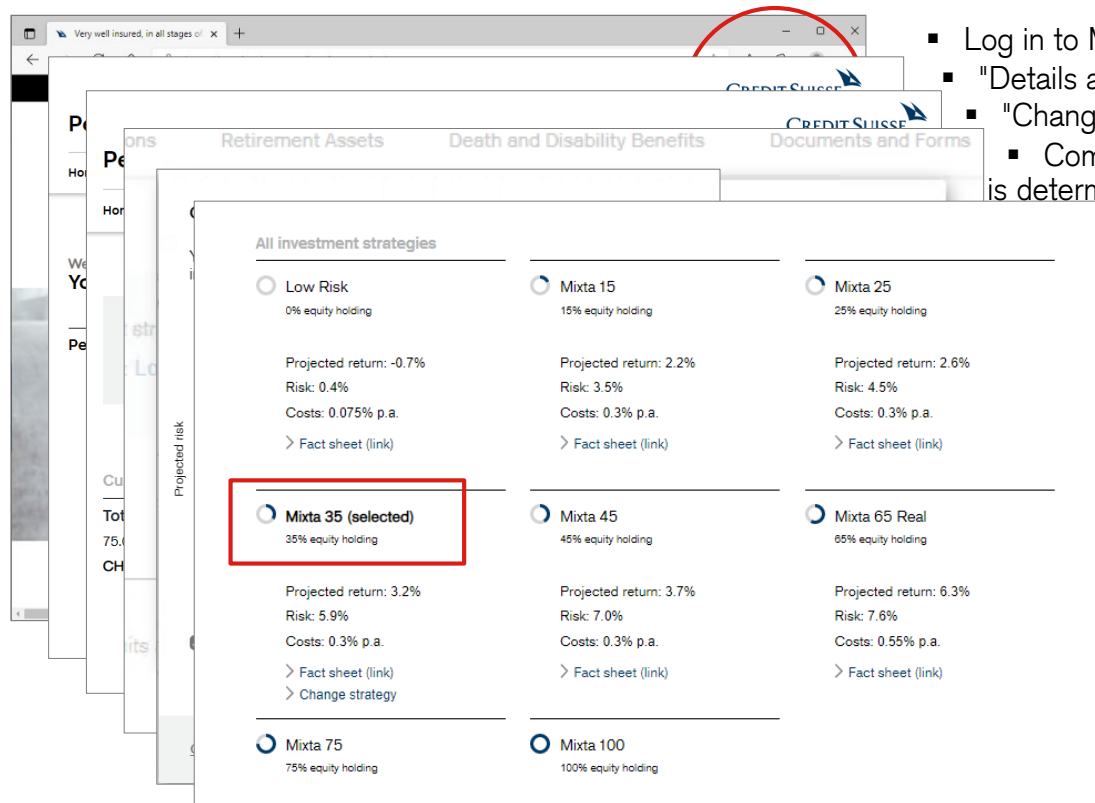 Very well insured, in all stages of
Log in to
"Details
"Chang
Com
is determ
CREDIT SUISSE
CREDIT SUISSE
Retirement Assets
Death and Disability Benefits
Documents and Forms
Projected risk
Tot
75.
CH
All investment strategies
Low Risk
0% equity holding
Projected return: -0.7%
Risk: 0.4%
Costs: 0.075% p.a.
Fact sheet (link)
Mixta 15
15% equity holding
Projected return: 2.2%
Risk: 3.5%
Costs: 0.3% p.a.
Fact sheet (link)
Mixta 25
25% equity holding
Projected return: 2.6%
Risk: 4.5%
Costs: 0.3% p.a.
Fact sheet (link)
Mixta 35 (selected)
35% equity holding
Projected return: 3.2%
Risk: 5.9%
Costs: 0.3% p.a.
Fact sheet (link)
Change strategy
Mixta 45
45% equity holding
Projected return: 3.7%
Risk: 7.0%
Costs: 0.3% p.a.
Fact sheet (link)
Mixta 65 Real
65% equity holding
Projected return: 6.3%
Risk: 7.6%
Costs: 0.55% p.a.
Fact sheet (link)
Mixta 75
75% equity holding
Mixta 100
100% equity holding